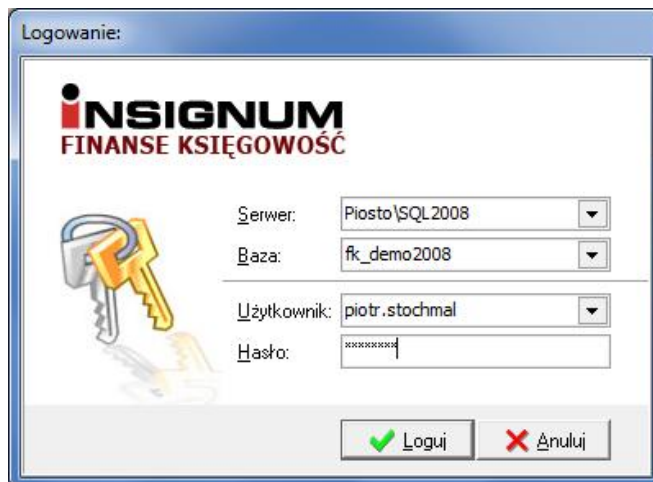 Logowanie:
iNSIGNUM
FINANSE KSIĘGOWOŚĆ
Serwer: Piosto\SQL2008
Baza: fk_demo2008
Użytkownik: piotr.stochmal
Hasło: ********
Loguj Anuluj